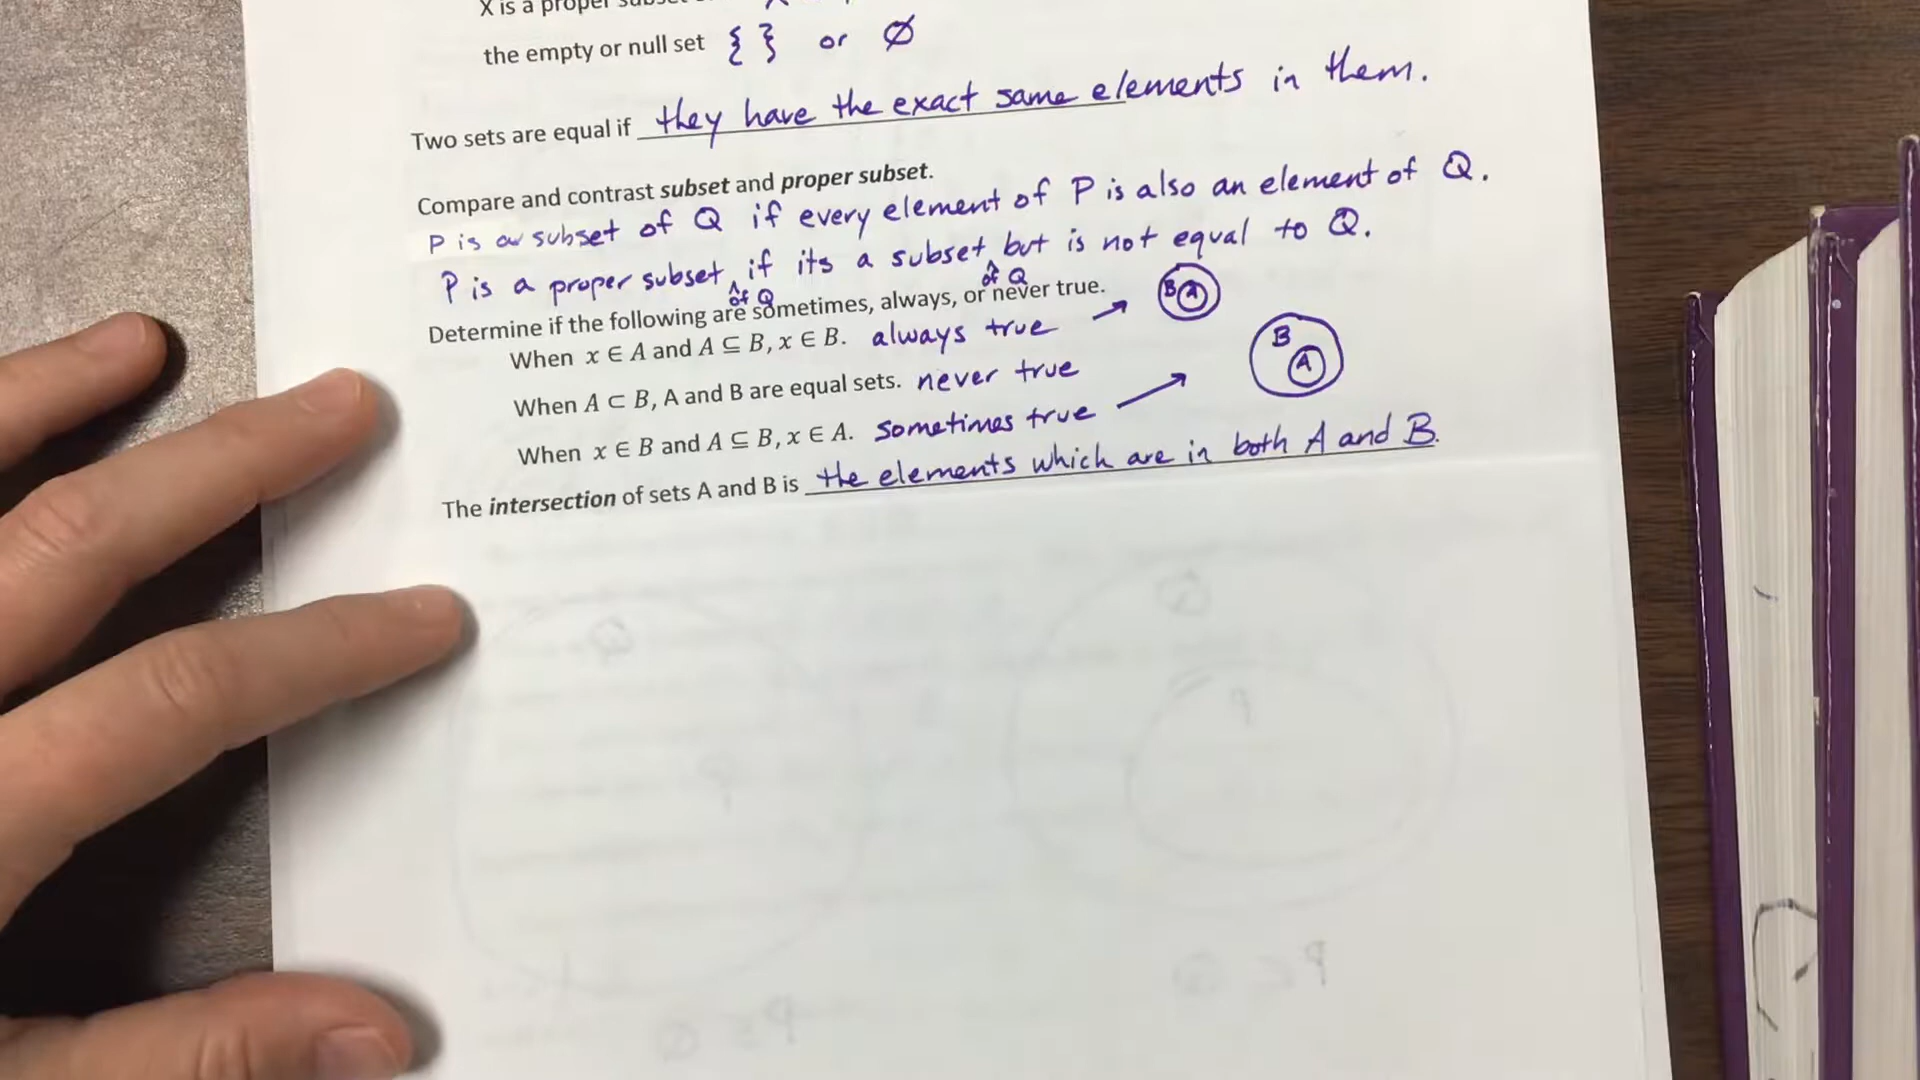 X is a proper subset
the empty or null set { } or Ø
Two sets are equal if they have the exact same elements in them.
Compare and contrast subset and proper subset.
P is a subset of Q if every element of P is also an element of Q.
P is a proper subset ^ of Q if its a subset ^ of Q but is not equal to Q.
Determine if the following are sometimes, always, or never true.
When x ∈ A and A ⊆ B, x ∈ B. always true → B A
When A ⊂ B, A and B are equal sets. never true
When x ∈ B and A ⊆ B, x ∈ A. sometimes true → B A
The intersection of sets A and B is the elements which are in both A and B.